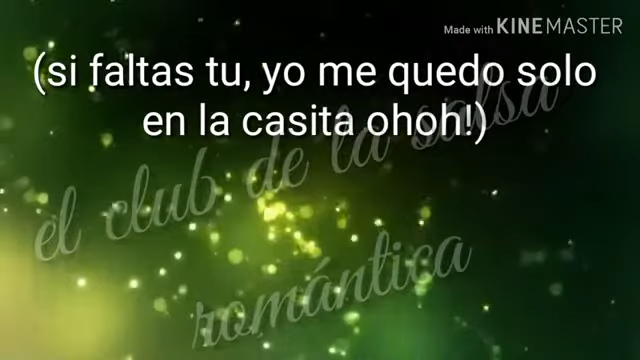 Made with KINEMASTER
(si faltas tu, yo me quedo solo
en la casita ohoh!)
el club de la salsa
romántica